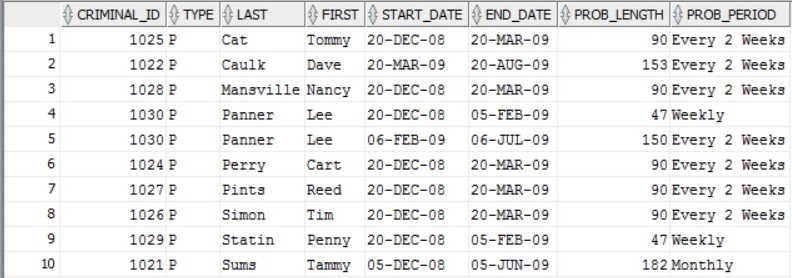 CRIMINAL_ID TYPE LAST FIRST START_DATE END_DATE PROB_LENGTH PROB_PERIOD
1 1025 P Cat Tommy 20-DEC-08 20-MAR-09 90 Every 2 Weeks
2 1022 P Caulk Dave 20-MAR-09 20-AUG-09 153 Every 2 Weeks
3 1028 P Mansville Nancy 20-DEC-08 20-MAR-09 90 Every 2 Weeks
4 1030 P Panner Lee 20-DEC-08 05-FEB-09 47 Weekly
5 1030 P Panner Lee 06-FEB-09 06-JUL-09 150 Every 2 Weeks
6 1024 P Perry Cart 20-DEC-08 20-MAR-09 90 Every 2 Weeks
7 1027 P Pints Reed 20-DEC-08 20-MAR-09 90 Every 2 Weeks
8 1026 P Simon Tim 20-DEC-08 20-MAR-09 90 Every 2 Weeks
9 1029 P Statin Penny 20-DEC-08 05-FEB-09 47 Weekly
10 1021 P Sums Tammy 05-DEC-08 05-JUN-09 182 Monthly